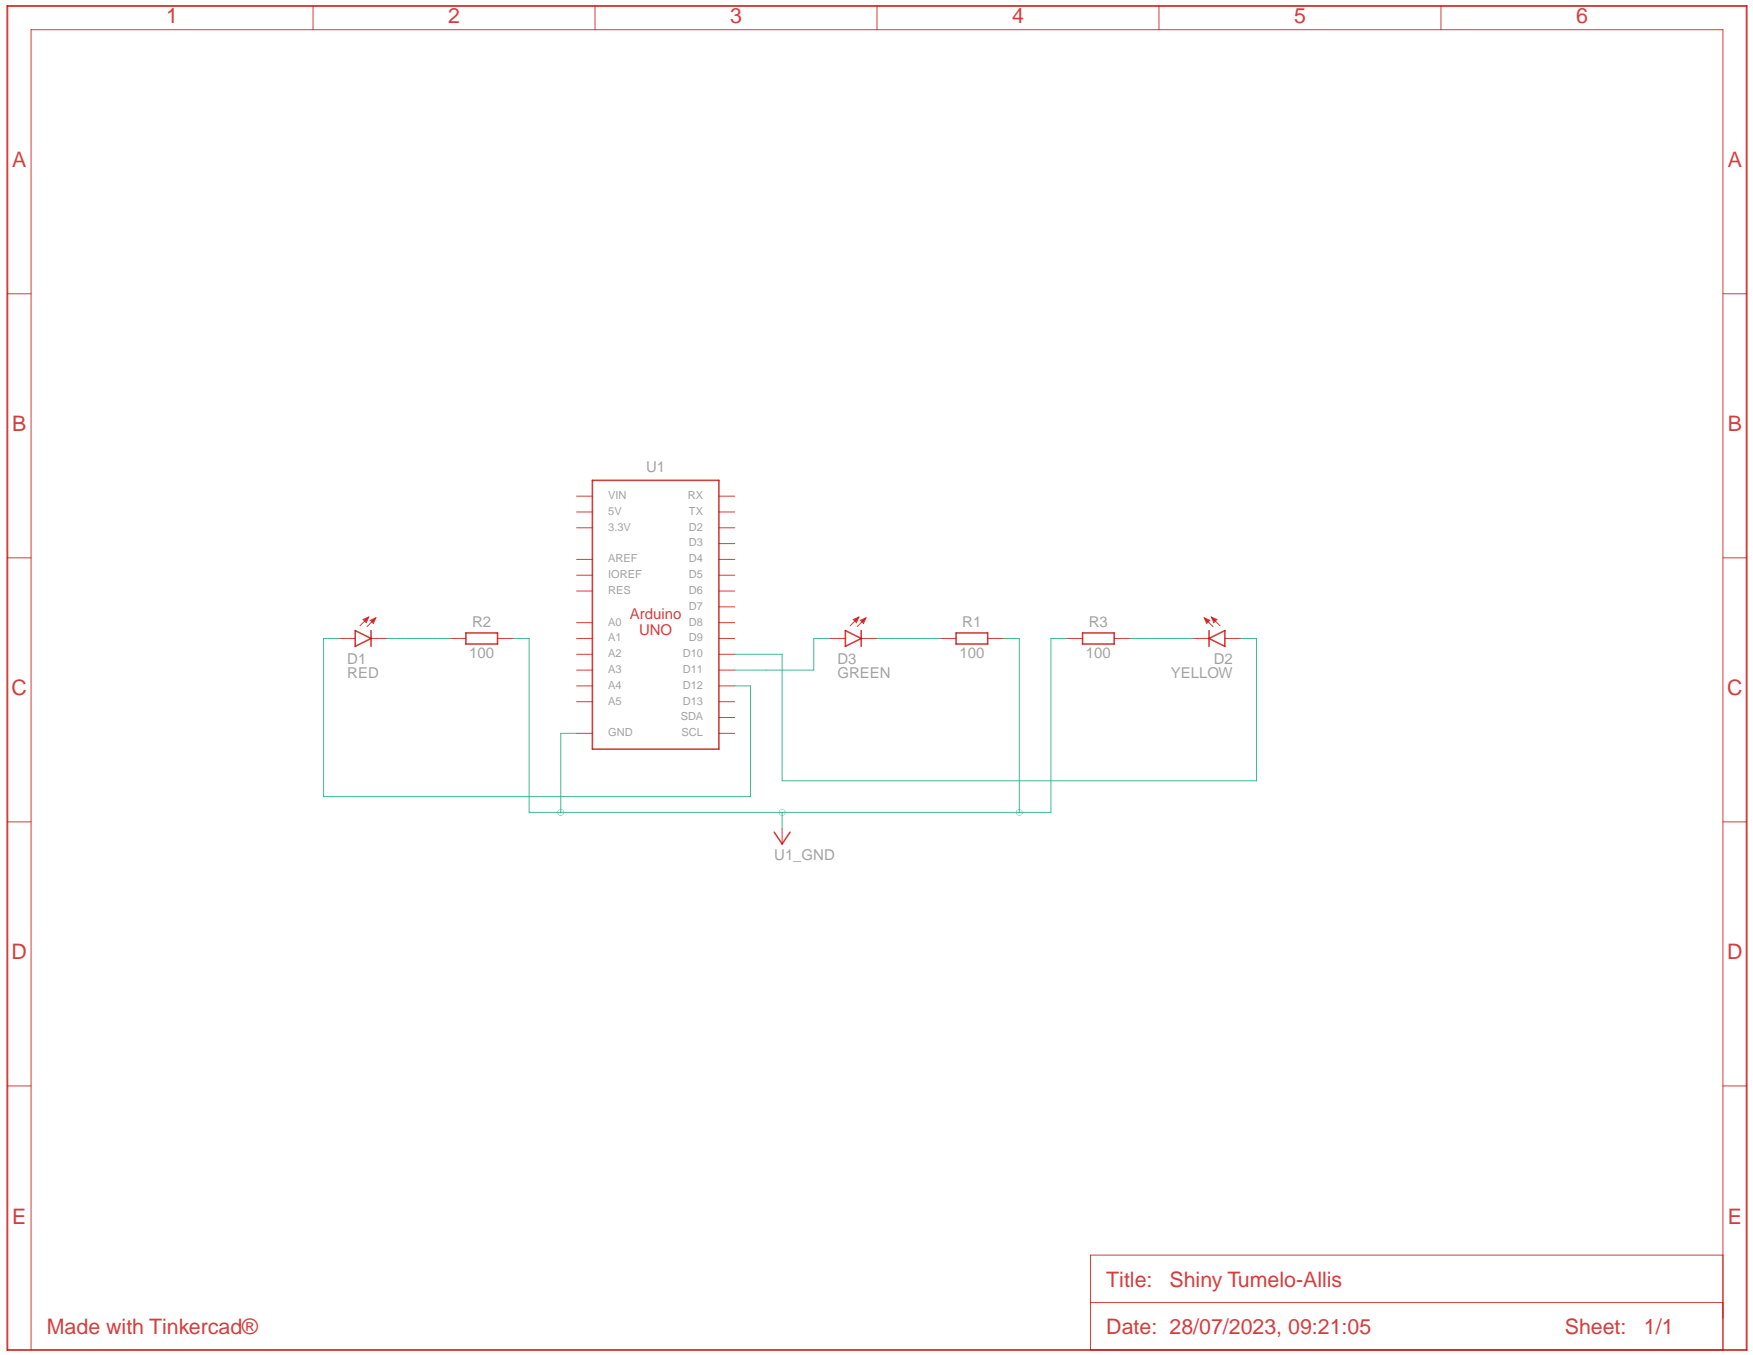 1 2 3 4 5 6
A A
B B
U1
VIN RX
5V TX
3.3V D2
D3
AREF D4
IOREF D5
RES D6
D7
Arduino
UNO
A0 D8
A1 D9
A2 D10
A3 D11
A4 D12
A5 D13
SDA
GND SCL
D1
RED
R2
100
D3
GREEN
R1
100
R3
100
D2
YELLOW
C C
U1_GND
D D
E E
Title: Shiny Tumelo-Allis
Date: 28/07/2023, 09:21:05 Sheet: 1/1
Made with Tinkercad®